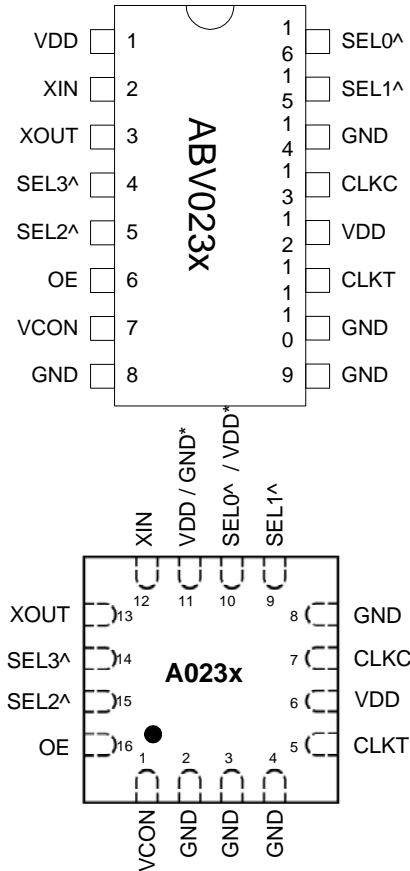 VDD 1 16 SEL0^
XIN 2 15 SEL1^
XOUT 3 14 GND
SEL3^ 4 13 CLKC
SEL2^ 5 12 VDD
OE 6 11 CLKT
VCON 7 10 GND
GND 8 9 GND
ABV023x
XIN
VDD / GND*
SEL0^ / VDD*
SEL1^
12 11 10 9
XOUT 13 8 GND
SEL3^ 14 7 CLKC
A023x
SEL2^ 15 6 VDD
OE 16 5 CLKT
1 2 3 4
VCON
GND
GND
GND